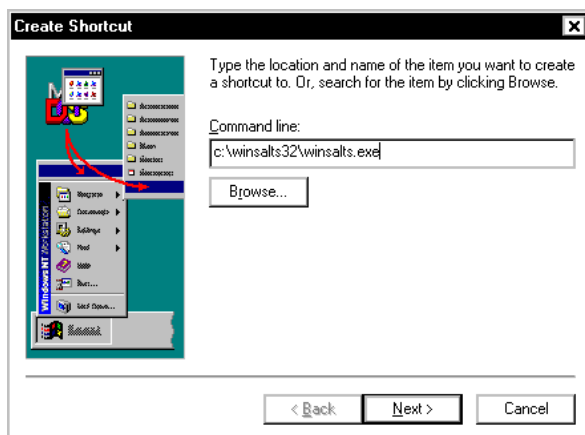 Create Shortcut
Type the location and name of the item you want to create
a shortcut to. Or, search for the item by clicking Browse.
Command line:
c:\winsalts32\winsalts.exe
Browse...
Windows NT Workstation
< Back
Next >
Cancel